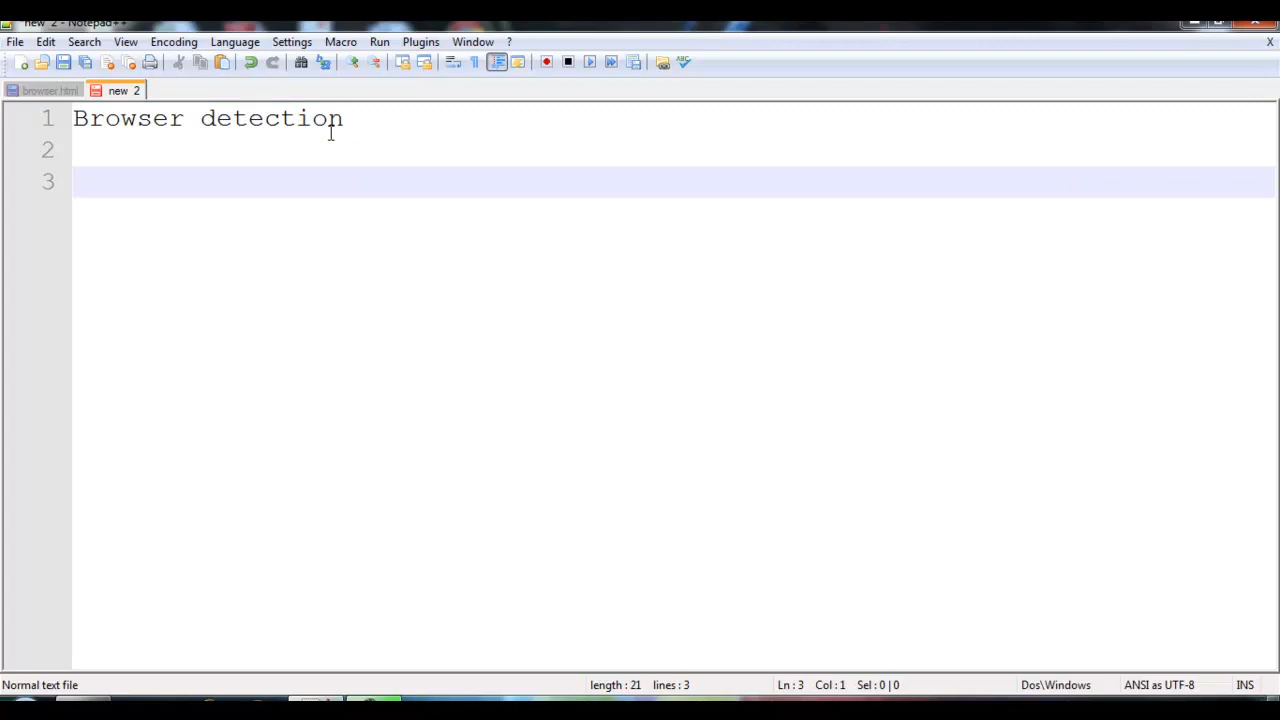 new 2 - Notepad++
File Edit Search View Encoding Language Settings Macro Run Plugins Window ? X
browser.html new 2
1 Browser detection
2
3
Normal text file length : 21 lines : 3 Ln : 3 Col : 1 Sel : 0 | 0 Dos\Windows ANSI as UTF-8 INS